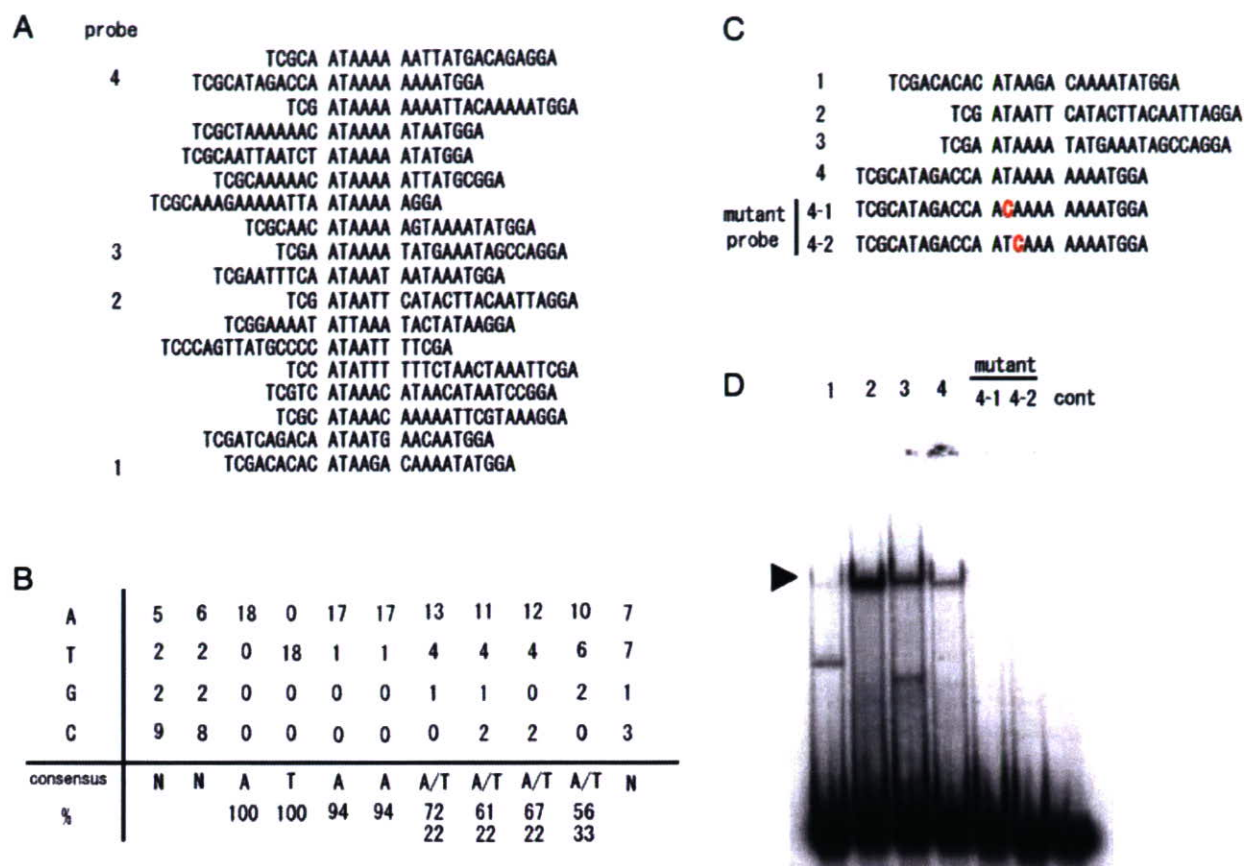 A
probe
TCGCA ATAAAA AATTATGACAGAGGA
4 TCGCATAGACCA ATAAAA AAAATGGA
TCG ATAAAA AAAATTACAAAAATGGA
TCGCTAAAAAAC ATAAAA ATAATGGA
TCGCAATTAATCT ATAAAA ATATGGA
TCGCAAAAAC ATAAAA ATTATGCGGA
TCGCAAAGAAAAATTA ATAAAA AGGA
TCGCAAC ATAAAA AGTAAAATATGGA
3 TCGA ATAAAA TATGAAATAGCCAGGA
TCGAATTTCA ATAAAT AATAAATGGA
2 TCG ATAATT CATACTTACAATTAGGA
TCGGAAAAT ATTAAA TACTATAAGGA
TCCCAGTTATGCCCC ATAATT TTCGA
TCC ATATTT TTTCTAACTAAATTCGA
TCGTC ATAAAC ATAACATAATCCGGA
TCGC ATAAAC AAAAATTCGTAAAGGA
TCGATCAGACA ATAATG AACAATGGA
1 TCGACACAC ATAAGA CAAAATATGGA
B
A 5 6 18 0 17 17 13 11 12 10 7
T 2 2 0 18 1 1 4 4 4 6 7
G 2 2 0 0 0 0 1 1 0 2 1
C 9 8 0 0 0 0 0 2 2 0 3
consensus N N A T A A A/T A/T A/T A/T N
% 100 100 94 94 72 61 67 56
22 22 22 33
C
1 TCGACACAC ATAAGA CAAAATATGGA
2 TCG ATAATT CATACTTACAATTAGGA
3 TCGA ATAAAA TATGAAATAGCCAGGA
4 TCGCATAGACCA ATAAAA AAAATGGA
mutant 4-1 TCGCATAGACCA ACAAAA AAAATGGA
probe 4-2 TCGCATAGACCA ATCAAA AAAATGGA
D
mutant
1 2 3 4 4-1 4-2 cont